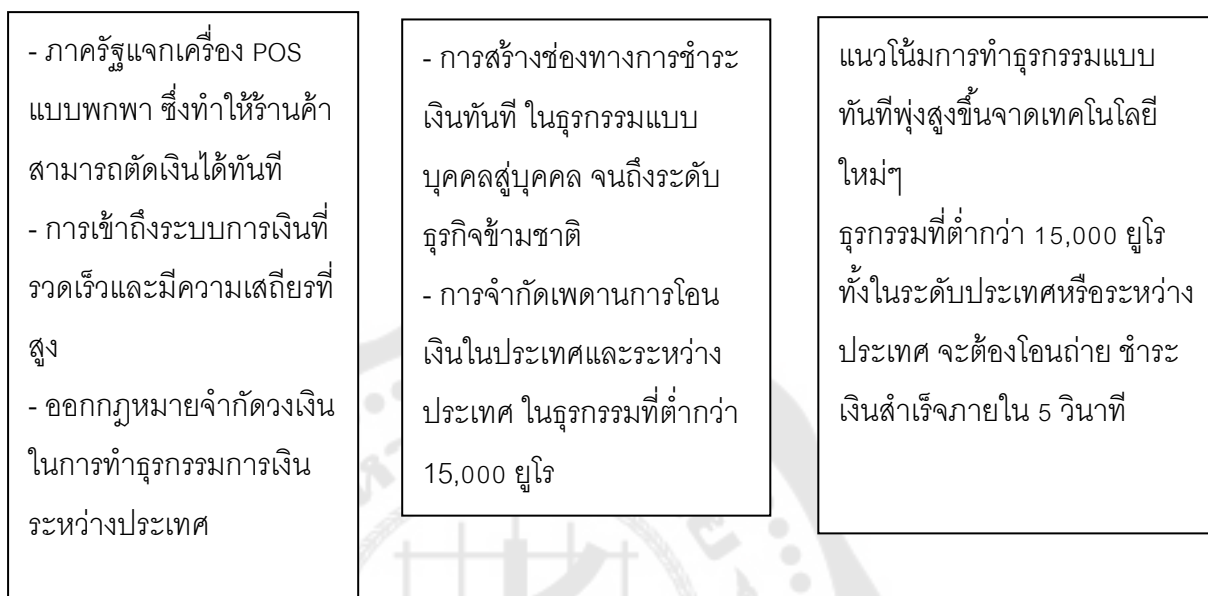 - ภาครัฐแจกเครื่อง POS
แบบพกพา ซึ่งทำให้ร้านค้า
สามารถตัดเงินได้ทันที
- การเข้าถึงระบบการเงินที่
รวดเร็วและมีความเสถียรที่
สูง
- ออกกฎหมายจำกัดวงเงิน
ในการทำธุรกรรมการเงิน
ระหว่างประเทศ
- การสร้างช่องทางการชำระ
เงินทันที ในธุรกรรมแบบ
บุคคลสู่บุคคล จนถึงระดับ
ธุรกิจข้ามชาติ
- การจำกัดเพดานการโอน
เงินในประเทศและระหว่าง
ประเทศ ในธุรกรรมที่ต่ำกว่า
15,000 ยูโร
แนวโน้มการทำธุรกรรมแบบ
ทันทีพุ่งสูงขึ้นจาดเทคโนโลยี
ใหม่ๆ
ธุรกรรมที่ต่ำกว่า 15,000 ยูโร
ทั้งในระดับประเทศหรือระหว่าง
ประเทศ จะต้องโอนถ่าย ชำระ
เงินสำเร็จภายใน 5 วินาที